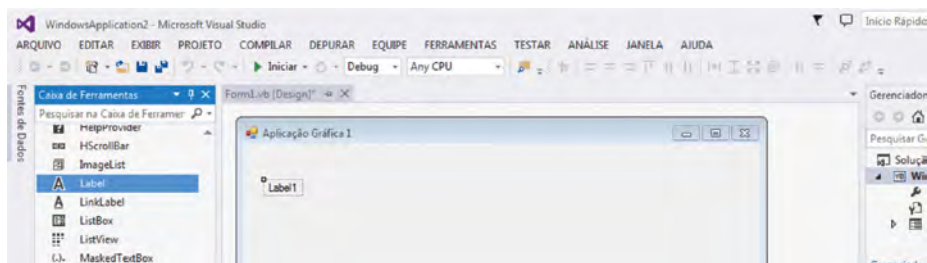 WindowsApplication2 - Microsoft Visual Studio
Início Rápido
ARQUIVO EDITAR EXIBIR PROJETO COMPILAR DEPURAR EQUIPE FERRAMENTAS TESTAR ANÁLISE JANELA AJUDA
Iniciar Debug Any CPU
Fontes de Dados
Caixa de Ferramentas
Form1.vb [Design]*
Gerenciador
Pesquisar na Caixa de Ferramer
HelpProvider
HScrollBar
ImageList
Label
LinkLabel
ListBox
ListView
MaskedTextBox
Aplicação Gráfica 1
Label1
Pesquisar Ge
Soluçã
Win